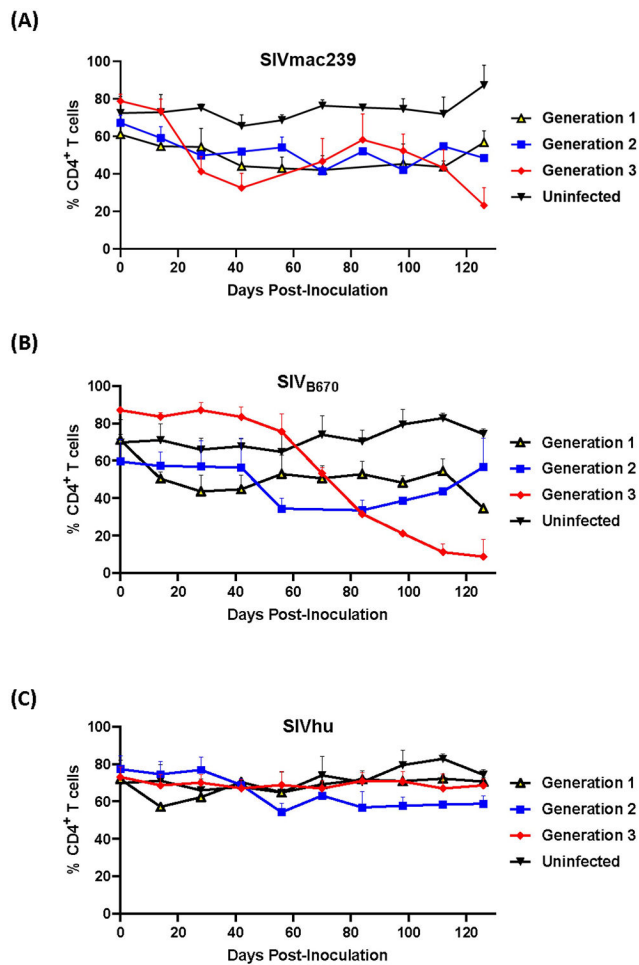 (A)
SIVmac239
% CD4⁺ T cells
100
80
60
40
20
0
0 20 40 60 80 100 120
Days Post-Inoculation
Generation 1
Generation 2
Generation 3
Uninfected
(B)
SIV_B670
% CD4⁺ T cells
100
80
60
40
20
0
0 20 40 60 80 100 120
Days Post-Inoculation
Generation 1
Generation 2
Generation 3
Uninfected
(C)
SIVhu
% CD4⁺ T cells
100
80
60
40
20
0
0 20 40 60 80 100 120
Days Post-Inoculation
Generation 1
Generation 2
Generation 3
Uninfected